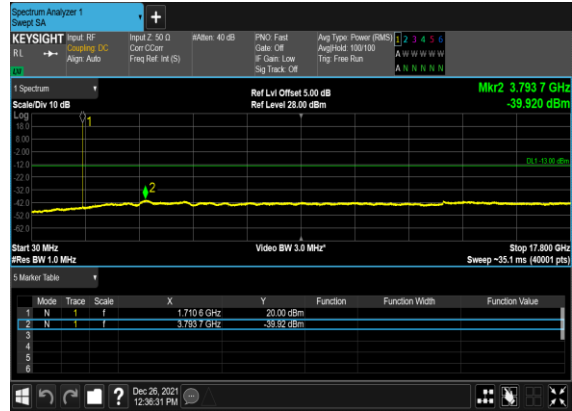 Spectrum Analyzer 1
Swept SA
+
KEYSIGHT Input: RF Input Z: 50 Ω #Atten: 40 dB PNO: Fast Avg Type: Power (RMS) 1 2 3 4 5 6
RL Coupling: DC Corr CCorr Gate: Off Avg|Hold: 100/100 A W W W W W
Align: Auto Freq Ref: Int (S) IF Gain: Low Trig: Free Run
Sig Track: Off A N N N N N
1 Spectrum Ref Lvl Offset 5.00 dB Mkr2 3.793 7 GHz
Scale/Div 10 dB Ref Level 28.00 dBm -39.920 dBm
Log
1
18.0
8.00
-2.00
DL1 -13.00 dBm
-12.0
-22.0
-32.0
2
-42.0
-52.0
-62.0
Start 30 MHz Video BW 3.0 MHz* Stop 17.800 GHz
#Res BW 1.0 MHz Sweep ~35.1 ms (40001 pts)
5 Marker Table
Mode Trace Scale X Y Function Function Width Function Value
1 N 1 f 1.710 6 GHz 20.00 dBm
2 N 1 f 3.793 7 GHz -39.92 dBm
3
4
5
6
? Dec 26, 2021
12:36:31 PM